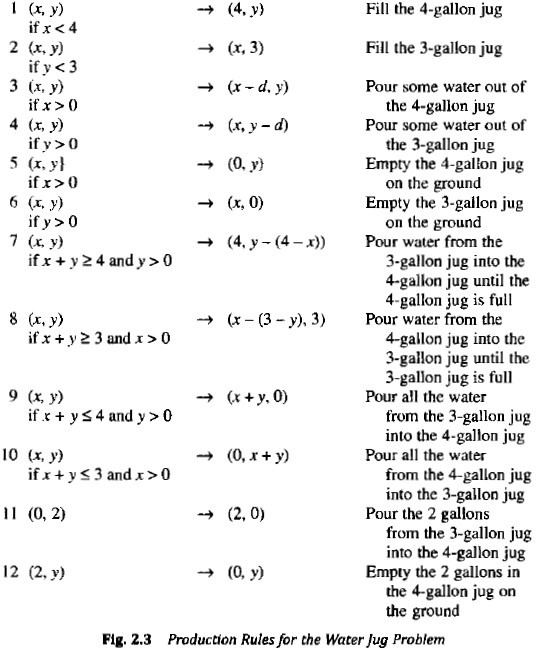 1 (x, y) → (4, y) Fill the 4-gallon jug
if x < 4
2 (x, y) → (x, 3) Fill the 3-gallon jug
if y < 3
3 (x, y) → (x – d, y) Pour some water out of
if x > 0 the 4-gallon jug
4 (x, y) → (x, y – d) Pour some water out of
if y > 0 the 3-gallon jug
5 (x, y} → (0, y) Empty the 4-gallon jug
if x > 0 on the ground
6 (x, y) → (x, 0) Empty the 3-gallon jug
if y > 0 on the ground
7 (x, y) → (4, y – (4 – x)) Pour water from the
if x + y ≥ 4 and y > 0 3-gallon jug into the
4-gallon jug until the
4-gallon jug is full
8 (x, y) → (x – (3 – y), 3) Pour water from the
if x + y ≥ 3 and x > 0 4-gallon jug into the
3-gallon jug until the
3-gallon jug is full
9 (x, y) → (x + y, 0) Pour all the water
if x + y ≤ 4 and y > 0 from the 3-gallon jug
into the 4-gallon jug
10 (x, y) → (0, x + y) Pour all the water
if x + y ≤ 3 and x > 0 from the 4-gallon jug
into the 3-gallon jug
11 (0, 2) → (2, 0) Pour the 2 gallons
from the 3-gallon jug
into the 4-gallon jug
12 (2, y) → (0, y) Empty the 2 gallons in
the 4-gallon jug on
the ground
Fig. 2.3 Production Rules for the Water Jug Problem